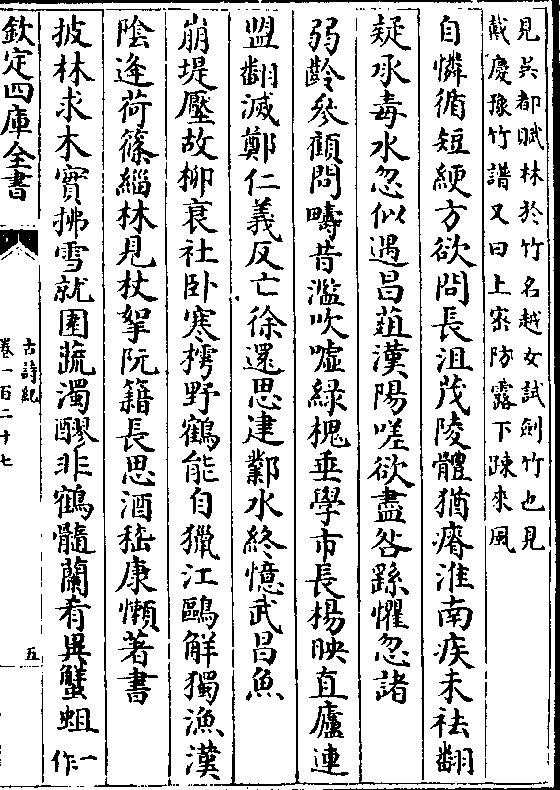 見吳都賦林於竹名越女試劍竹也見
戴慶豫竹譜又曰上宻防露下踈來風
自憐循短綆方欲問長沮茂陵體猶瘠淮南疾未祛翻
疑承毒水忽似遇昌菹漢陽嗟欲盡咎繇懼忽諸
弱齡參顧問疇昔濫吹噓緑槐垂學市長楊映直廬連
盟翻滅鄭仁義反亡徐還思建鄴水終憶武昌魚
崩堤壓故柳衰社卧寒樗野鶴能自獵江鷗解獨漁漢
陰逢荷篠緇林見杖挐阮籍長思酒嵇康懶著書
披林求木實拂雪就園蔬濁醪非鶴髓蘭肴異蟹蛆一作
欽定四庫全書
古詩紀
卷一百二十七
五